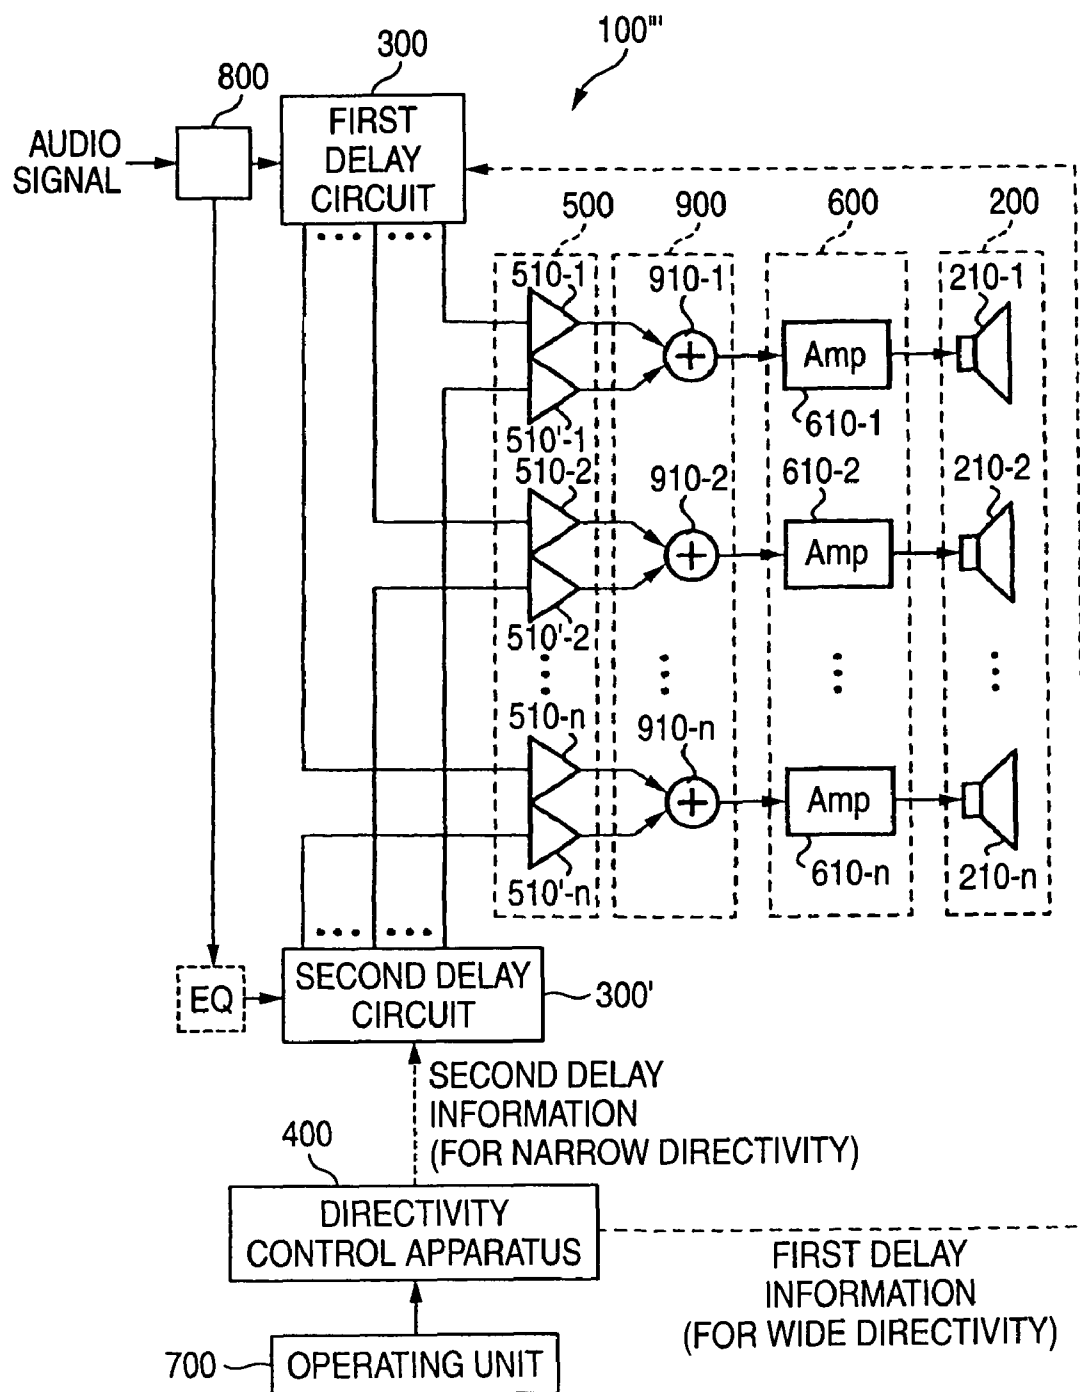 100'''
300
800
FIRST
DELAY
CIRCUIT
AUDIO
SIGNAL
500
900
600
200
510-1
910-1
210-1
Amp
510'-1
610-1
510-2
910-2
610-2
210-2
Amp
510'-2
510-n
910-n
Amp
510'-n
610-n
210-n
EQ
SECOND DELAY
CIRCUIT
300'
SECOND DELAY
INFORMATION
(FOR NARROW DIRECTIVITY)
400
DIRECTIVITY
CONTROL APPARATUS
FIRST DELAY
INFORMATION
(FOR WIDE DIRECTIVITY)
700
OPERATING UNIT